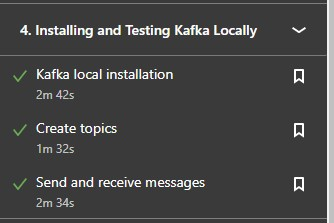 4. Installing and Testing Kafka Locally
Kafka local installation
2m 42s
Create topics
1m 32s
Send and receive messages
2m 34s